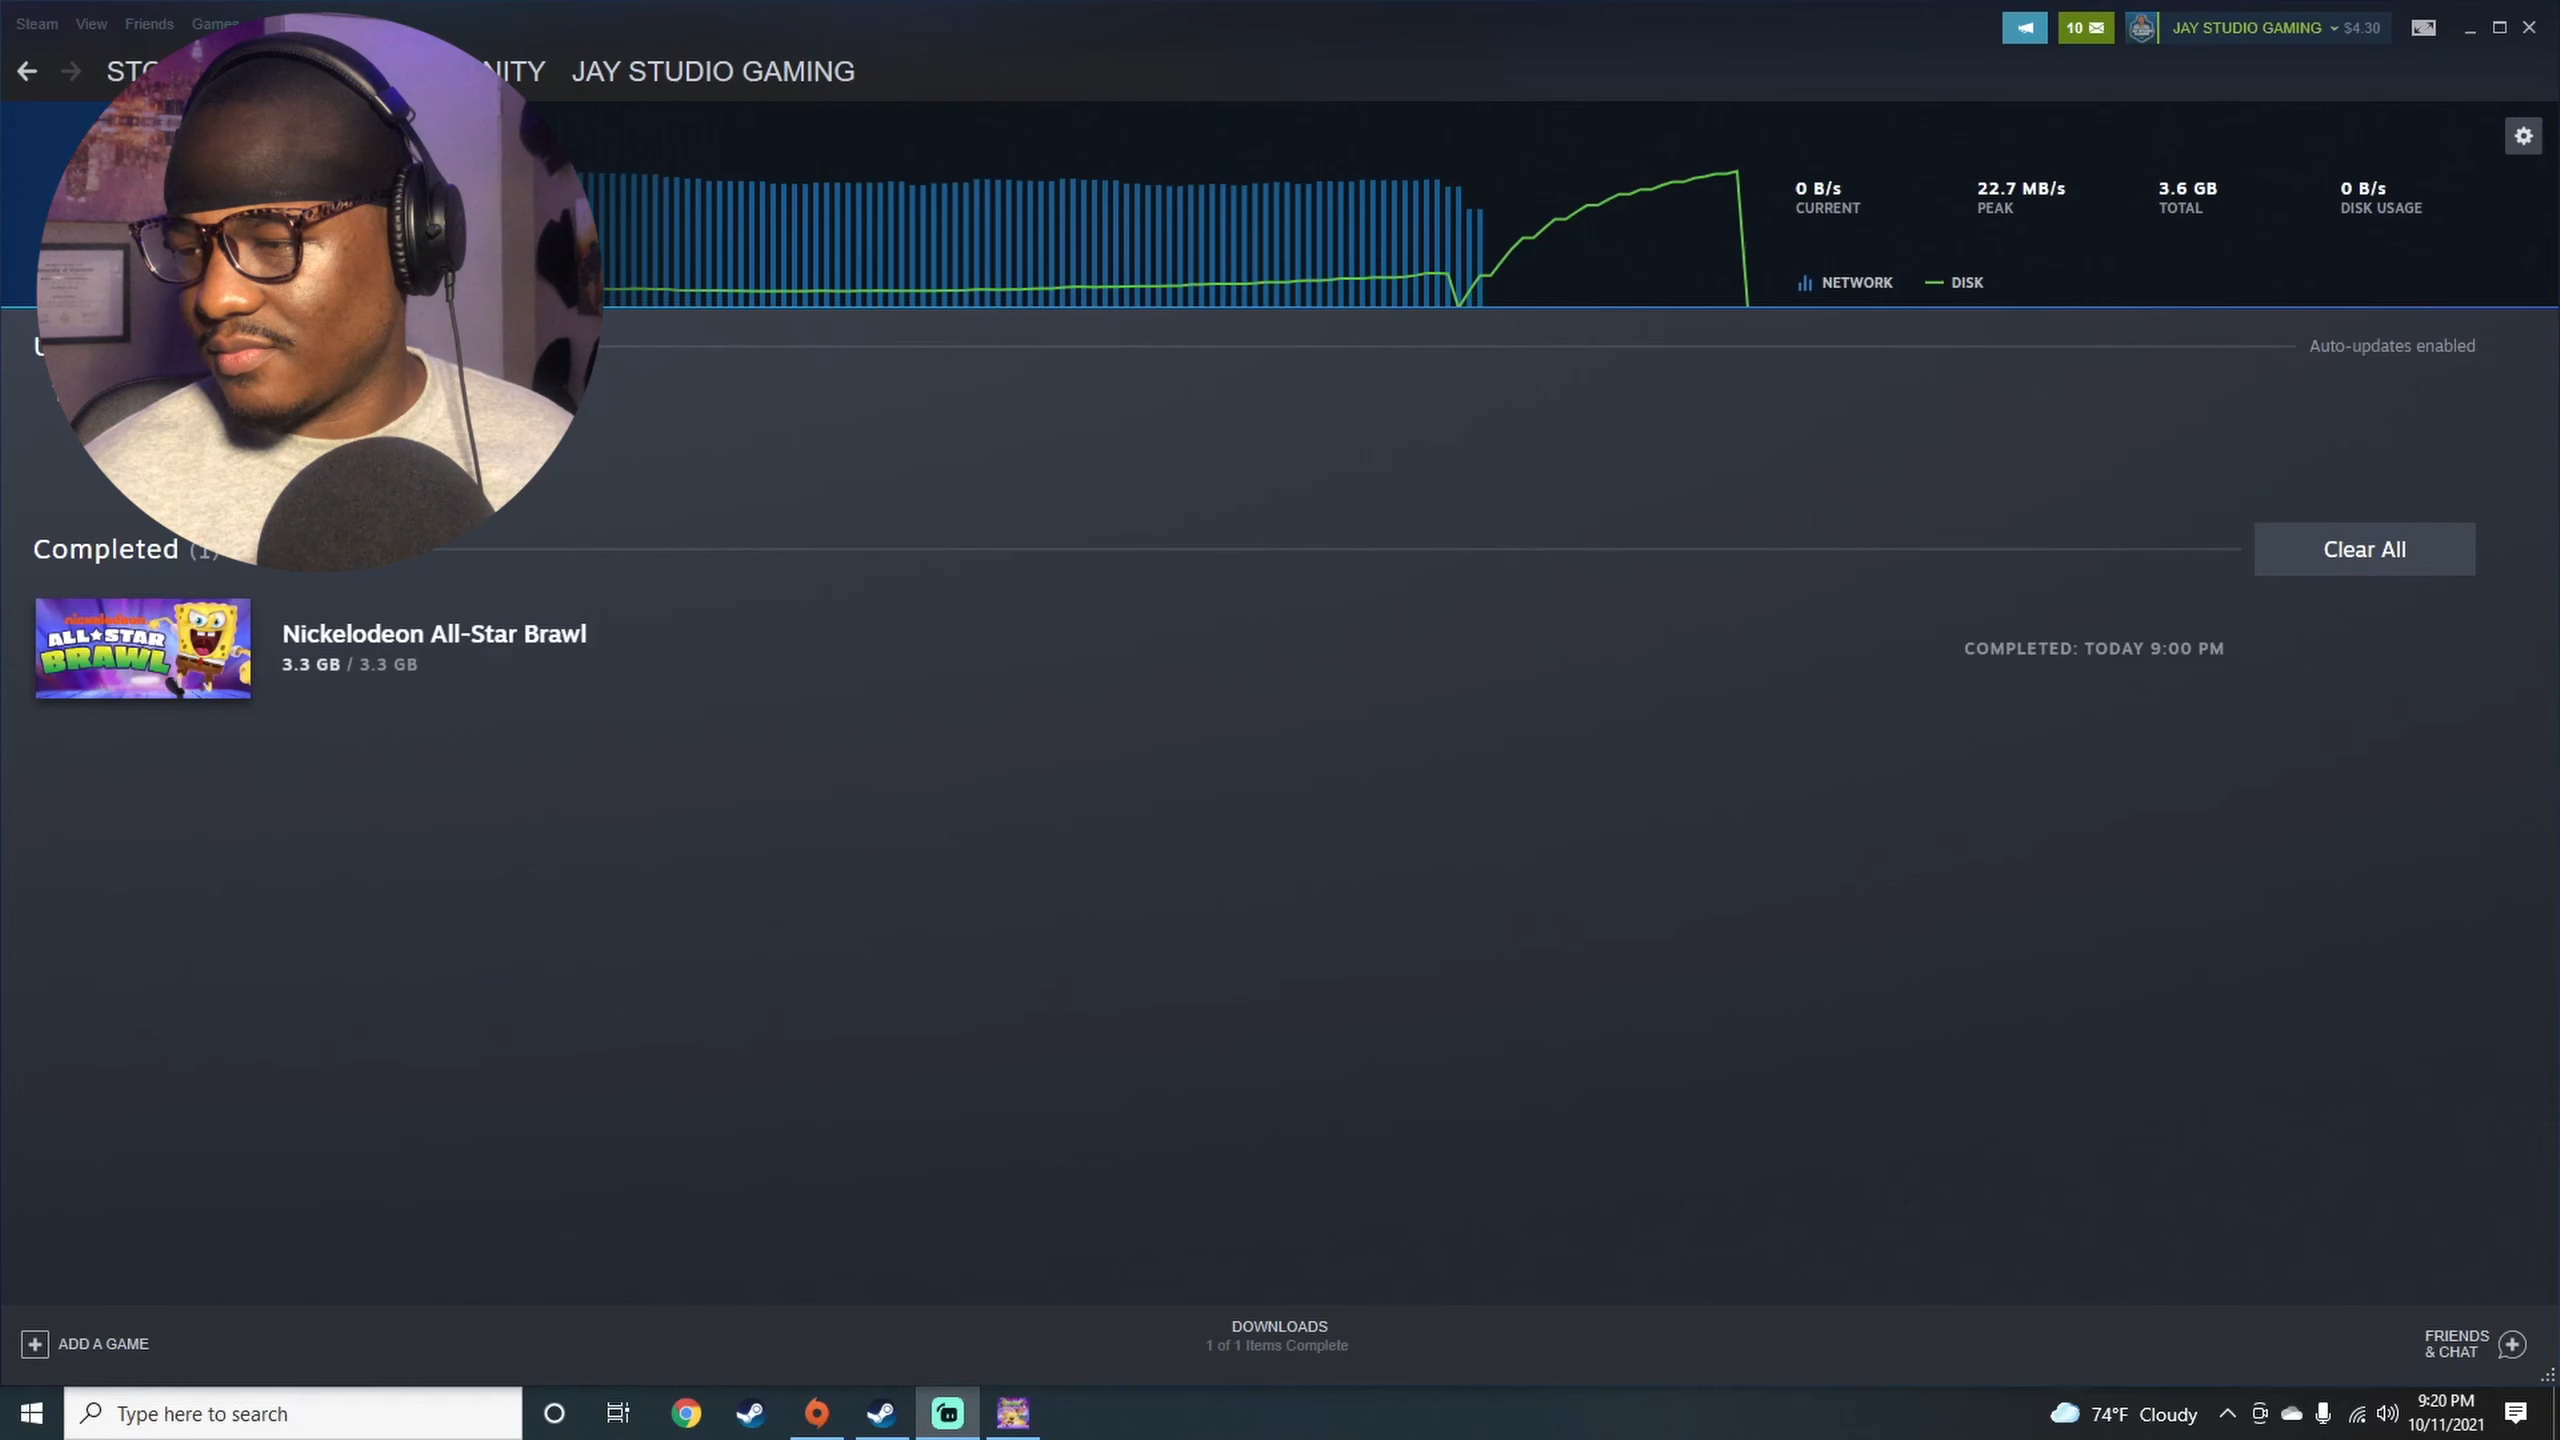 Steam View Friends Games
10
JAY STUDIO GAMING $4.30
JAY STUDIO GAMING
0 B/s
CURRENT
22.7 MB/s
PEAK
3.6 GB
TOTAL
0 B/s
DISK USAGE
NETWORK
DISK
Auto-updates enabled
Completed (1)
Clear All
nickelodeon
ALL★STAR
BRAWL
Nickelodeon All-Star Brawl
3.3 GB / 3.3 GB
COMPLETED: TODAY 9:00 PM
ADD A GAME
DOWNLOADS
1 of 1 Items Complete
FRIENDS
& CHAT
Type here to search
74°F Cloudy
9:20 PM
10/11/2021